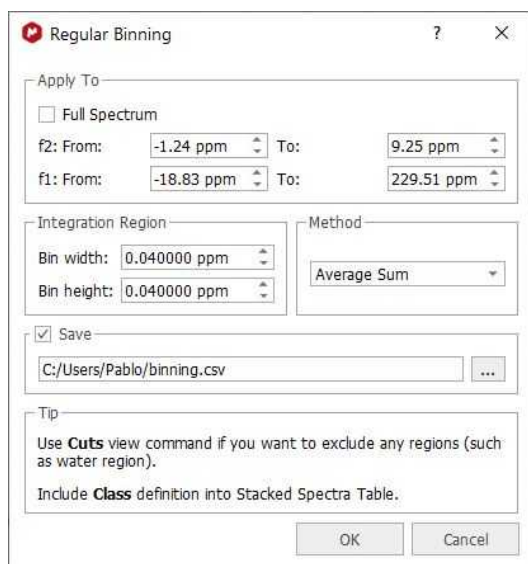 Regular Binning ? X
Apply To
Full Spectrum
f2: From: -1.24 ppm To: 9.25 ppm
f1: From: -18.83 ppm To: 229.51 ppm
Integration Region
Bin width: 0.040000 ppm
Bin height: 0.040000 ppm
Method
Average Sum
Save
C:/Users/Pablo/binning.csv ...
Tip
Use Cuts view command if you want to exclude any regions (such
as water region).
Include Class definition into Stacked Spectra Table.
OK Cancel